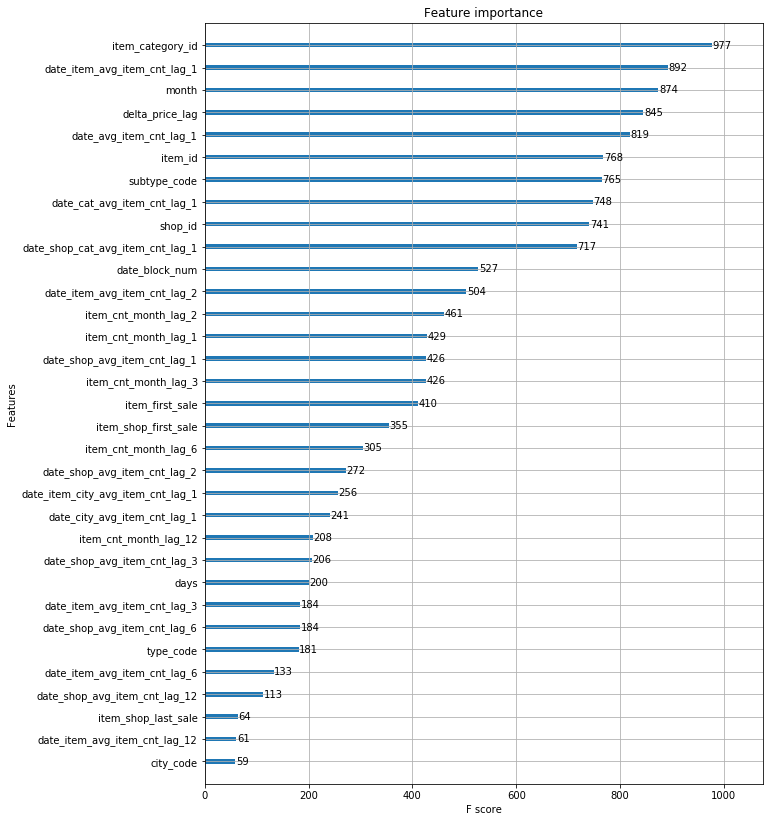 Feature importance
item_category_id 977
date_item_avg_item_cnt_lag_1 892
month 874
delta_price_lag 845
date_avg_item_cnt_lag_1 819
item_id 768
subtype_code 765
date_cat_avg_item_cnt_lag_1 748
shop_id 741
date_shop_cat_avg_item_cnt_lag_1 717
date_block_num 527
date_item_avg_item_cnt_lag_2 504
item_cnt_month_lag_2 461
item_cnt_month_lag_1 429
date_shop_avg_item_cnt_lag_1 426
item_cnt_month_lag_3 426
item_first_sale 410
item_shop_first_sale 355
item_cnt_month_lag_6 305
date_shop_avg_item_cnt_lag_2 272
date_item_city_avg_item_cnt_lag_1 256
date_city_avg_item_cnt_lag_1 241
item_cnt_month_lag_12 208
date_shop_avg_item_cnt_lag_3 206
days 200
date_item_avg_item_cnt_lag_3 184
date_shop_avg_item_cnt_lag_6 184
type_code 181
date_item_avg_item_cnt_lag_6 133
date_shop_avg_item_cnt_lag_12 113
item_shop_last_sale 64
date_item_avg_item_cnt_lag_12 61
city_code 59
Features
0 200 400 600 800 1000
F score